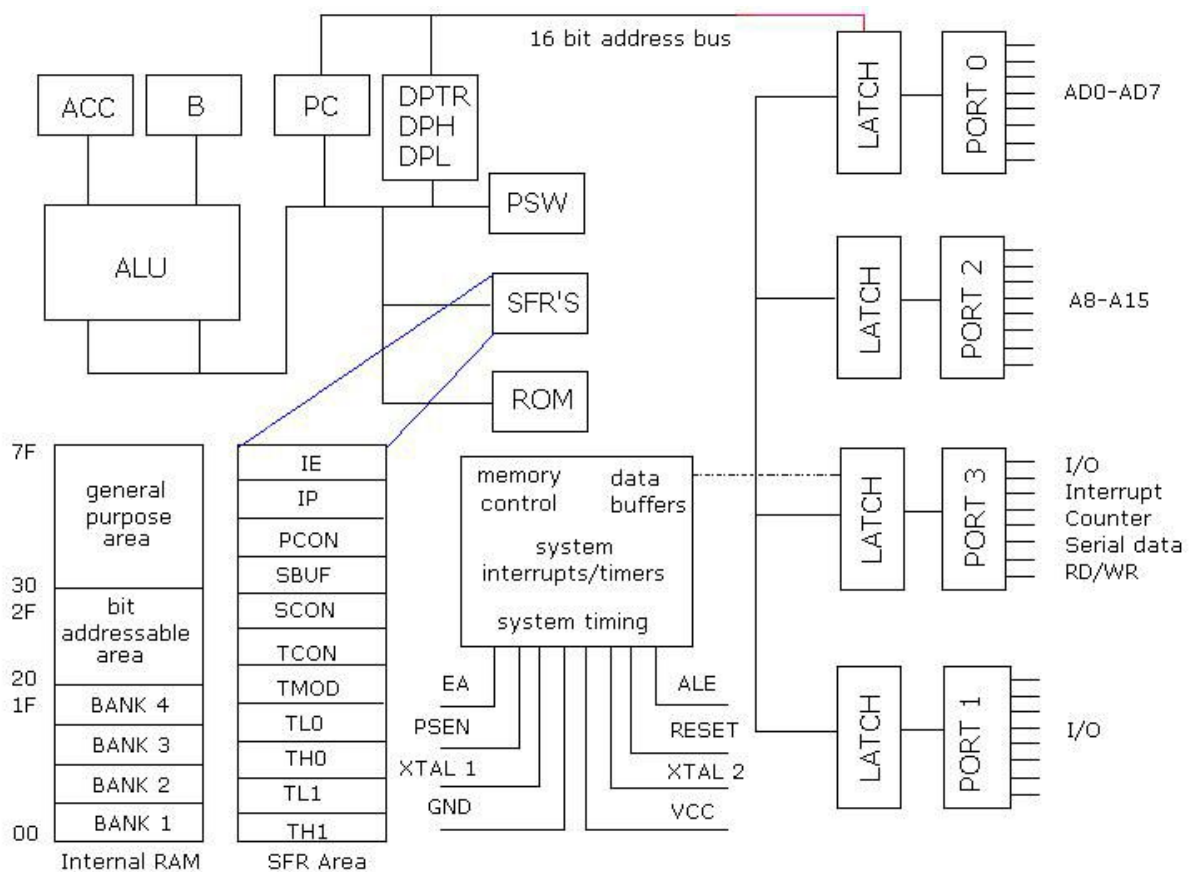 16 bit address bus
ACC
B
PC
DPTR
DPH
DPL
PSW
ALU
SFR'S
ROM
LATCH
PORT 0
AD0-AD7
LATCH
PORT 2
A8-A15
LATCH
PORT 3
I/O
Interrupt
Counter
Serial data
RD/WR
LATCH
PORT 1
I/O
7F
general
purpose
area
30
2F
bit
addressable
area
20
1F
BANK 4
BANK 3
BANK 2
BANK 1
00
Internal RAM
IE
IP
PCON
SBUF
SCON
TCON
TMOD
TL0
TH0
TL1
TH1
SFR Area
memory
control
data
buffers
system
interrupts/timers
system timing
EA
PSEN
XTAL 1
GND
ALE
RESET
XTAL 2
VCC